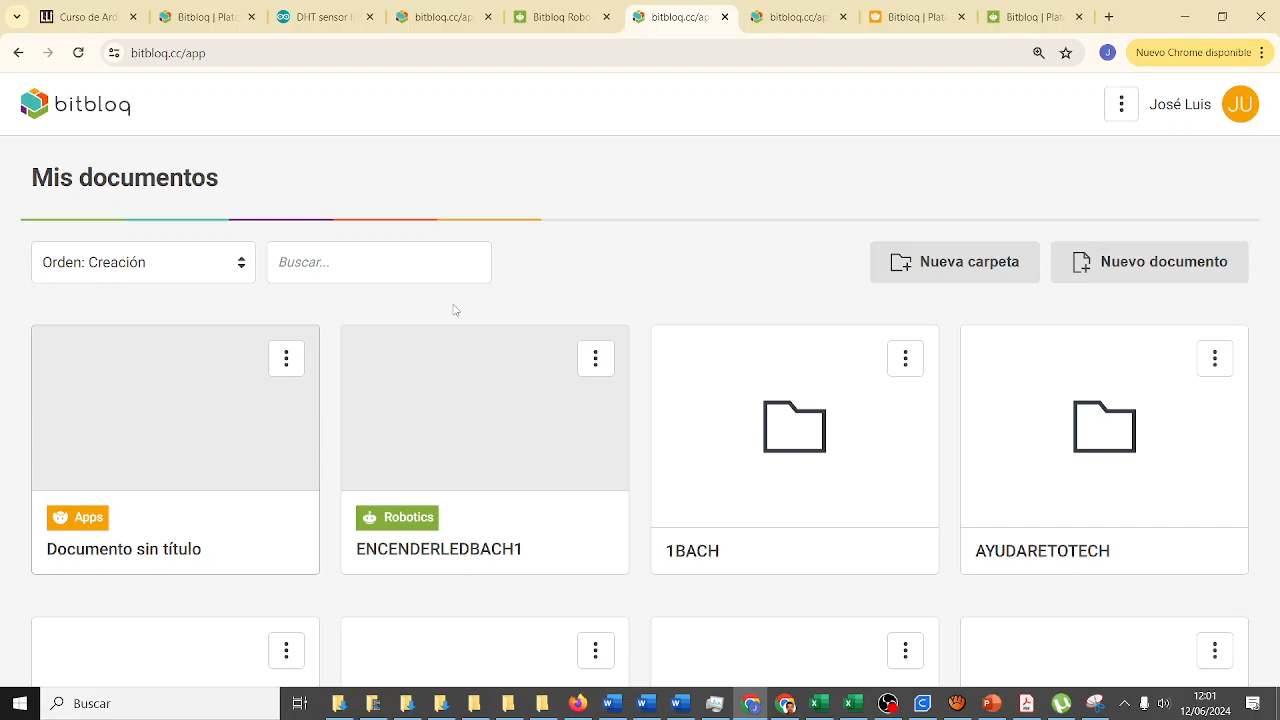 Curso de Ard
Bitbloq | Plat
DHT sensor li
bitbloq.cc/ap
Bitbloq Robo
bitbloq.cc/ap
bitbloq.cc/ap
Bitbloq | Plat
Bitbloq | Plat
bitbloq.cc/app
J
Nuevo Chrome disponible
bitbloq
José Luis
JU
Mis documentos
Orden: Creación
Buscar...
Nueva carpeta
Nuevo documento
Apps
Documento sin título
Robotics
ENCENDERLEDBACH1
1BACH
AYUDARETOTECH
Buscar
12:01
12/06/2024